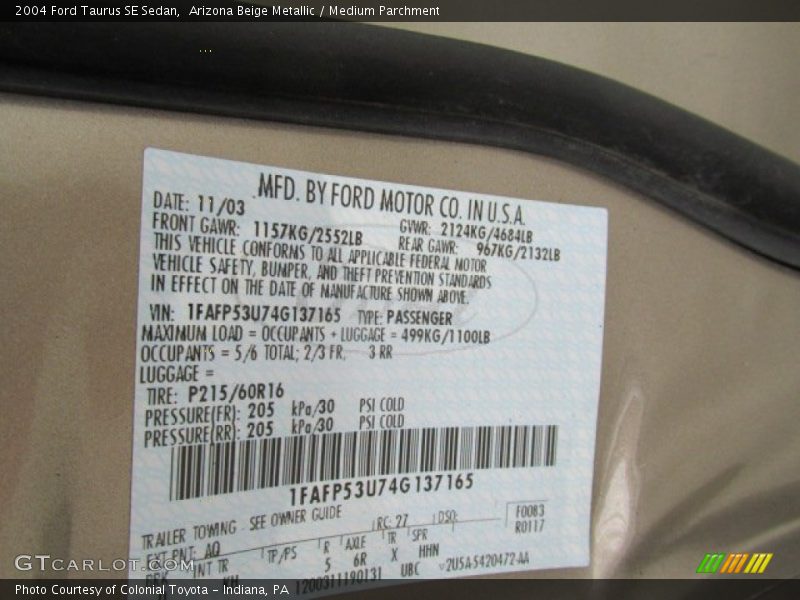 2004 Ford Taurus SE Sedan,  Arizona Beige Metallic / Medium Parchment
MFD. BY FORD MOTOR CO. IN U.S.A.
DATE: 11/03
GVWR: 2124KG/4684LB
FRONT GAWR: 1157KG/2552LB
REAR GAWR: 967KG/2132LB
THIS VEHICLE CONFORMS TO ALL APPLICABLE FEDERAL MOTOR
VEHICLE SAFETY, BUMPER, AND THEFT PREVENTION STANDARDS
IN EFFECT ON THE DATE OF MANUFACTURE SHOWN ABOVE.
VIN: 1FAFP53U74G137165 TYPE: PASSENGER
MAXIMUM LOAD = OCCUPANTS + LUGGAGE = 499KG/1100LB
OCCUPANTS = 5/6 TOTAL; 2/3 FR, 3 RR
LUGGAGE =
TIRE: P215/60R16
PRESSURE(FR): 205 kPa/30 PSI COLD
PRESSURE(RR): 205 kPa/30 PSI COLD
1FAFP53U74G137165
TRAILER TOWING - SEE OWNER GUIDE
RC: 27 DSO:
F0083
R0117
EXT PNT: AQ
INT TR TP/PS R AXLE TR SPR
5 6R X HHN
1200311190131 UBC
2U5A-5420472-AA
GTCARLOT.COM
Photo Courtesy of Colonial Toyota - Indiana, PA